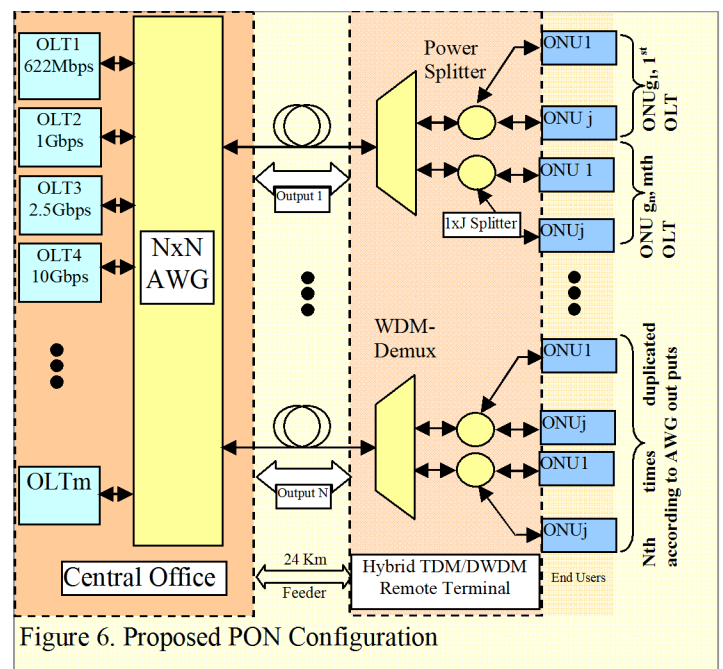 OLT1
622Mbps
OLT2
1Gbps
OLT3
2.5Gbps
OLT4
10Gbps
OLTm
NxN
AWG
Central Office
Output 1
Output N
24 Km
Feeder
Power
Splitter
1xJ Splitter
WDM-
Demux
Hybrid TDM/DWDM
Remote Terminal
ONU1
ONU j
ONU 1
ONUj
ONU1
ONUj
ONU1
ONUj
End Users
ONUg1, 1st
OLT
ONU gn, mth
OLT
Nth times duplicated
according to AWG out puts
Figure 6. Proposed PON Configuration